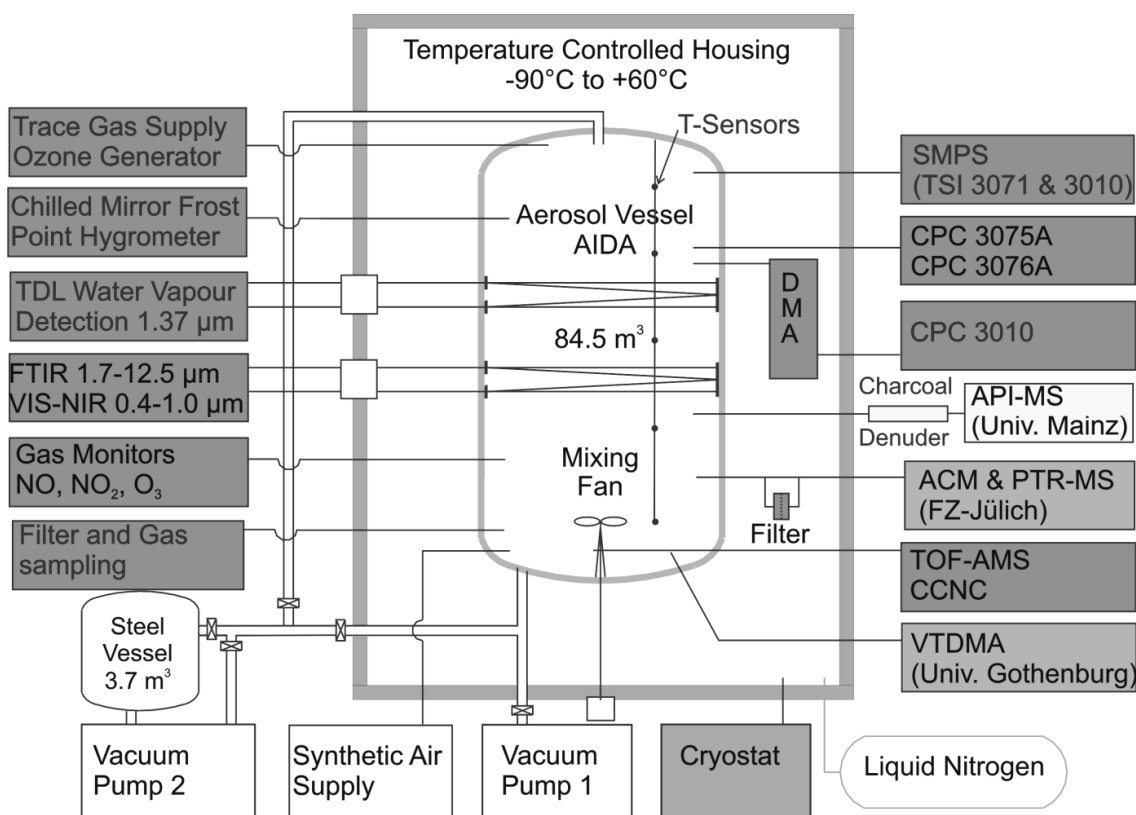 Temperature Controlled Housing
-90°C to +60°C
Trace Gas Supply
Ozone Generator
Chilled Mirror Frost
Point Hygrometer
TDL Water Vapour
Detection 1.37 µm
FTIR 1.7-12.5 µm
VIS-NIR 0.4-1.0 µm
Gas Monitors
NO, NO₂, O₃
Filter and Gas
sampling
T-Sensors
Aerosol Vessel
AIDA
84.5 m³
Mixing
Fan
SMPS
(TSI 3071 & 3010)
CPC 3075A
CPC 3076A
DMA
CPC 3010
Charcoal
Denuder
API-MS
(Univ. Mainz)
ACM & PTR-MS
(FZ-Jülich)
Filter
TOF-AMS
CCNC
VTDMA
(Univ. Gothenburg)
Steel
Vessel
3.7 m³
Vacuum
Pump 2
Synthetic Air
Supply
Vacuum
Pump 1
Cryostat
Liquid Nitrogen